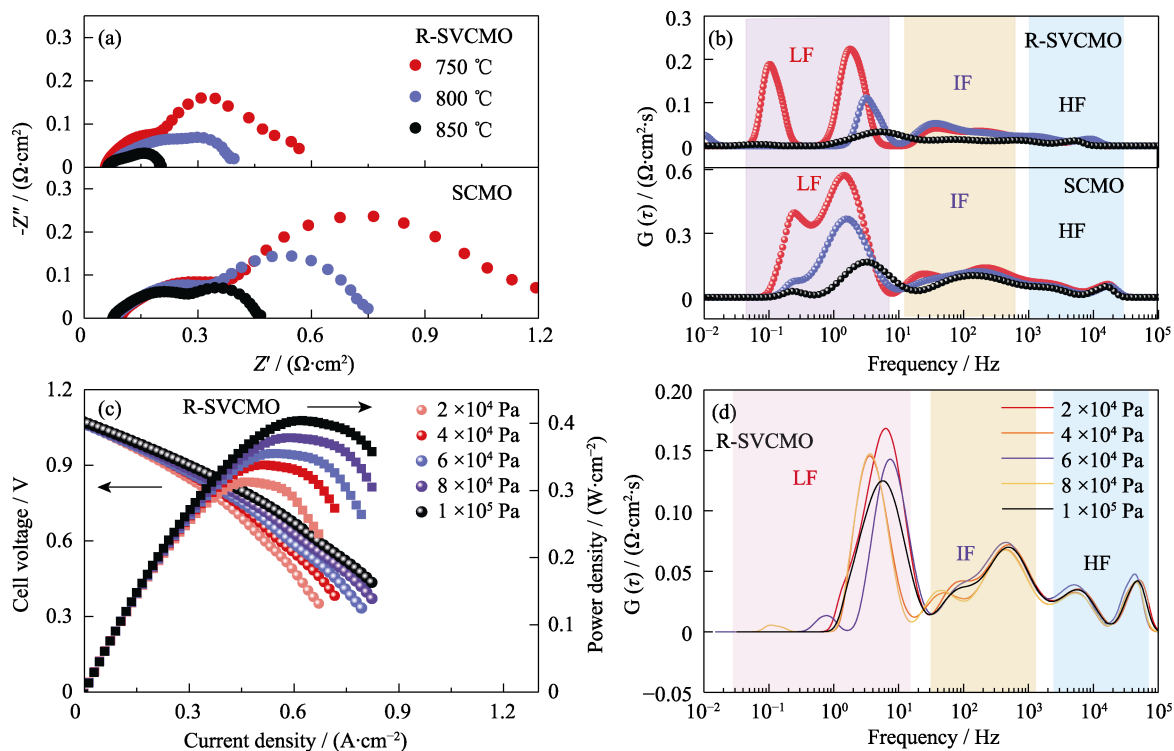 (a)
R-SVCMO
750 ℃
800 ℃
850 ℃
0.3
0.2
0.1
0
SCMO
0.3
0.2
0.1
0
-Z″ / (Ω·cm²)
0
0.3
0.6
0.9
1.2
Z′ / (Ω·cm²)
(b)
R-SVCMO
LF
IF
HF
0.3
0.2
0.1
0
SCMO
LF
IF
HF
0.6
0.3
0
G (τ) / (Ω·cm²·s)
10⁻²
10⁻¹
10⁰
10¹
10²
10³
10⁴
10⁵
Frequency / Hz
(c)
R-SVCMO
2 ×10⁴ Pa
4 ×10⁴ Pa
6 ×10⁴ Pa
8 ×10⁴ Pa
1 ×10⁵ Pa
1.2
0.9
0.6
0.3
0
Cell voltage / V
0.4
0.3
0.2
0.1
0
Power density / (W·cm⁻²)
0
0.3
0.6
0.9
1.2
Current density / (A·cm⁻²)
(d)
R-SVCMO
LF
IF
HF
2 ×10⁴ Pa
4 ×10⁴ Pa
6 ×10⁴ Pa
8 ×10⁴ Pa
1 ×10⁵ Pa
0.20
0.15
0.10
0.05
0
−0.05
G (τ) / (Ω·cm²·s)
10⁻²
10⁻¹
10⁰
10¹
10²
10³
10⁴
10⁵
Frequency / Hz